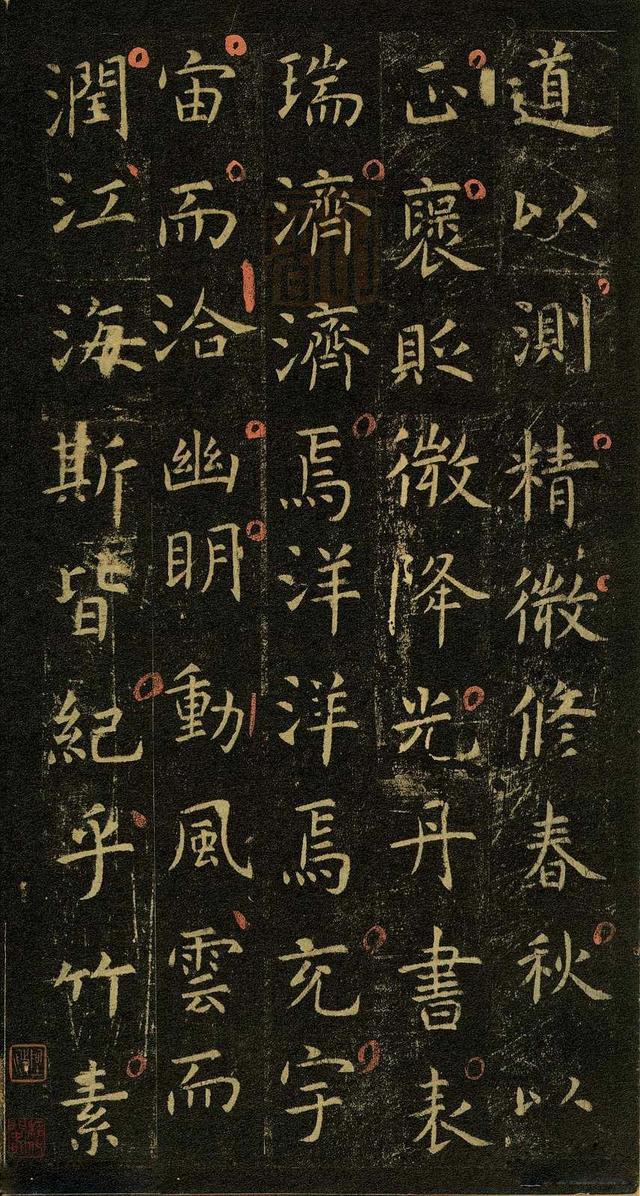 道以測精微修春秋以
正襃貶微降光丹書表
瑞濟濟焉洋洋焉充宇
宙而洽幽明動風雲而
潤江海斯皆紀乎竹素